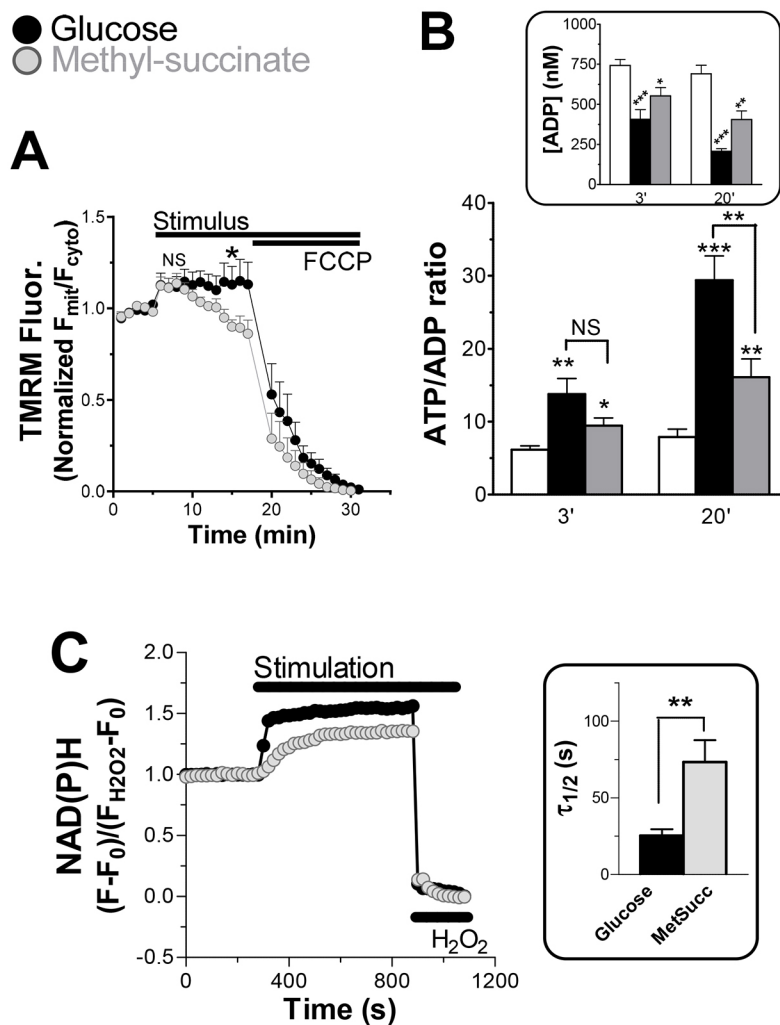 Glucose
Methyl-succinate
A
TMRM Fluor.
(Normalized Fmit/Fcyto)
1.5
1.0
0.5
0.0
Stimulus
NS
*
FCCP
0
10
20
30
Time (min)
B
[ADP] (nM)
1000
750
500
250
0
***
*
***
**
3'
20'
ATP/ADP ratio
40
30
20
10
0
NS
**
*
**
***
**
3'
20'
C
NAD(P)H
(F-F0)/(FH2O2-F0)
2.0
1.5
1.0
0.5
0.0
-0.5
Stimulation
H2O2
0
400
800
1200
Time (s)
τ1/2 (s)
100
75
50
25
0
**
Glucose
MetSucc